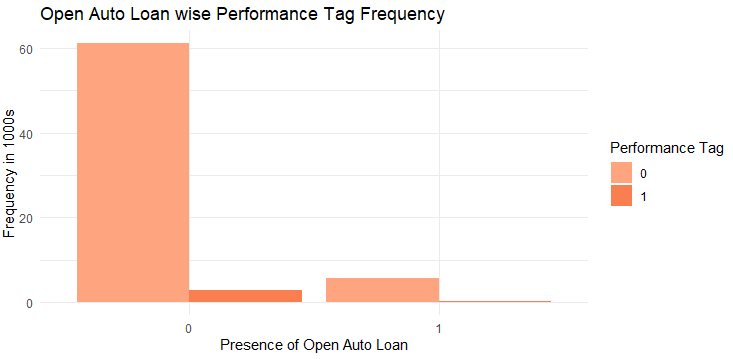 Open Auto Loan wise Performance Tag Frequency
Frequency in 1000s
60
40
20
0
0
1
Presence of Open Auto Loan
Performance Tag
0
1